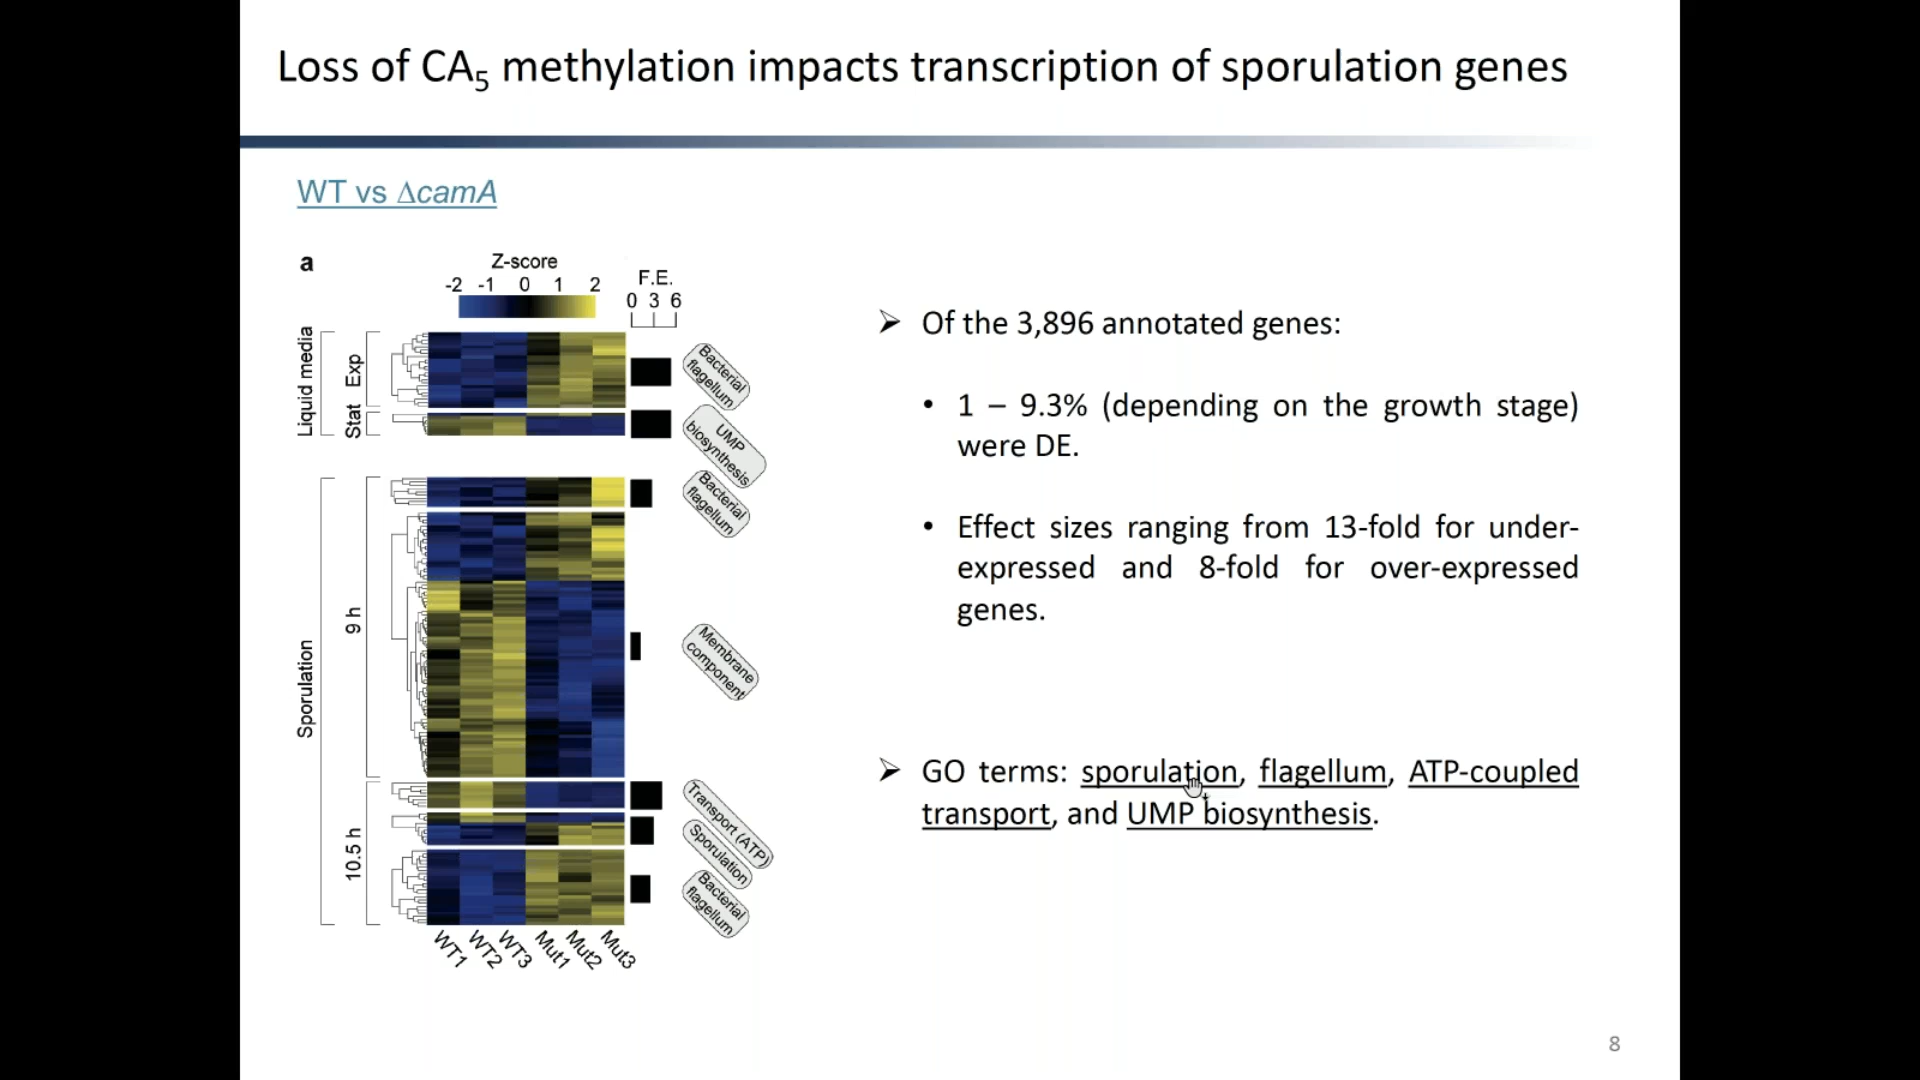 Loss of CA5 methylation impacts transcription of sporulation genes
WT vs ΔcamA
a
Z-score
-2 -1 0 1 2
F.E.
0 3 6
Liquid media
Exp
Stat
Bacterial
flagellum
UMP
biosynthesis
Bacterial
flagellum
Sporulation
9 h
Membrane
component
10.5 h
Transport (ATP)
Sporulation
Bacterial
flagellum
WT1 WT2 WT3 Mut1 Mut2 Mut3
➢ Of the 3,896 annotated genes:
• 1 – 9.3% (depending on the growth stage)
were DE.
• Effect sizes ranging from 13-fold for under-
expressed and 8-fold for over-expressed
genes.
➢ GO terms: sporulation, flagellum, ATP-coupled
transport, and UMP biosynthesis.
8